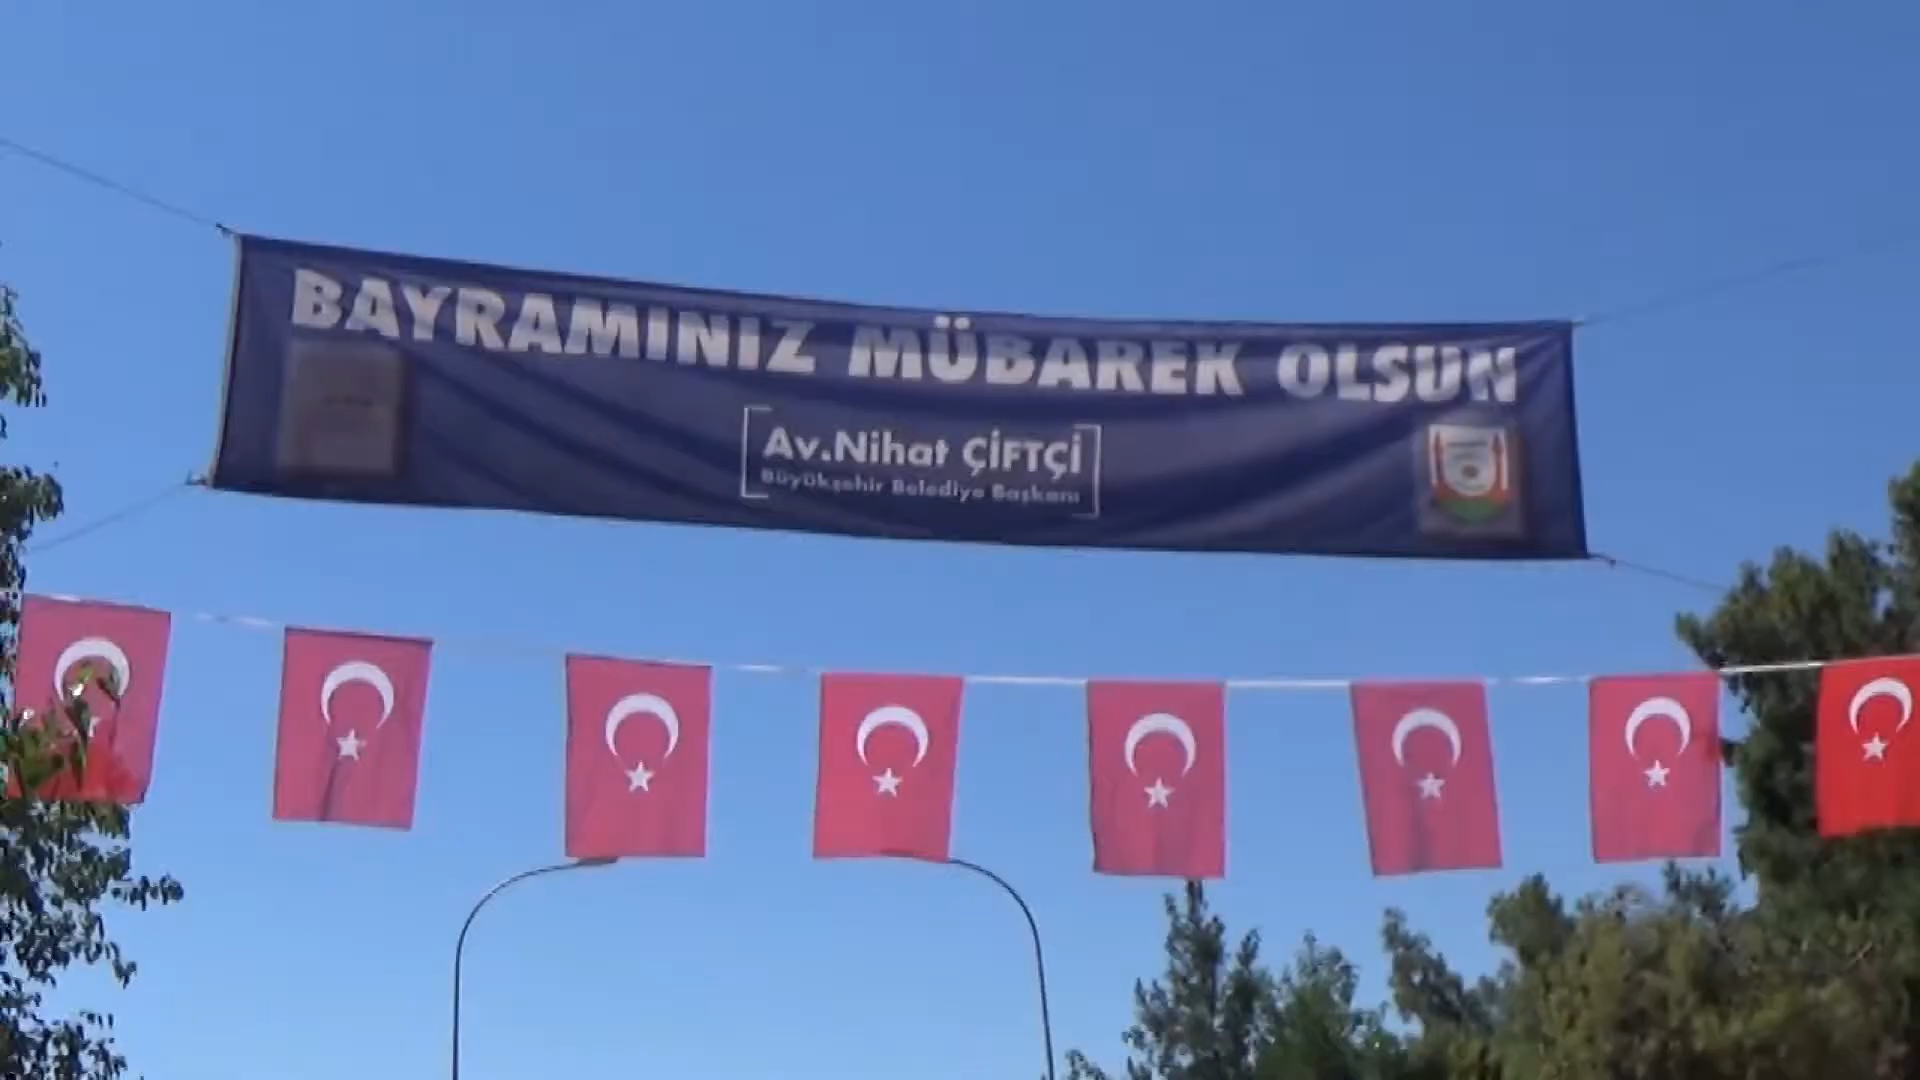 BAYRAMINIZ MÜBAREK OLSUN
Av.Nihat ÇİFTÇİ
Büyükşehir Belediye Başkanı